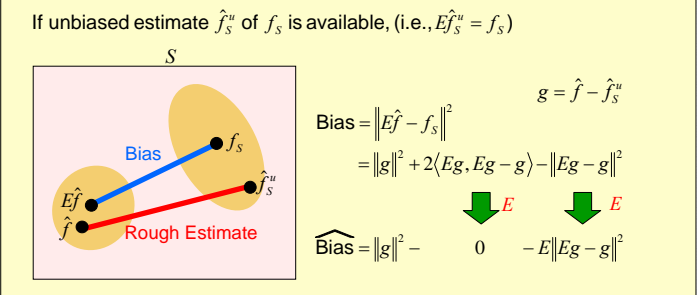 If unbiased estimate f̂_S^u of f_S is available, (i.e., Ef̂_S^u = f_S)
S
g = f̂ − f̂_S^u
Bias = ‖Ef̂ − f_S‖²
f_S
Bias
= ‖g‖² + 2⟨Eg, Eg − g⟩ − ‖Eg − g‖²
f̂_S^u
Ef̂
E E
f̂
Rough Estimate
B̂ias = ‖g‖² − 0 − E‖Eg − g‖²